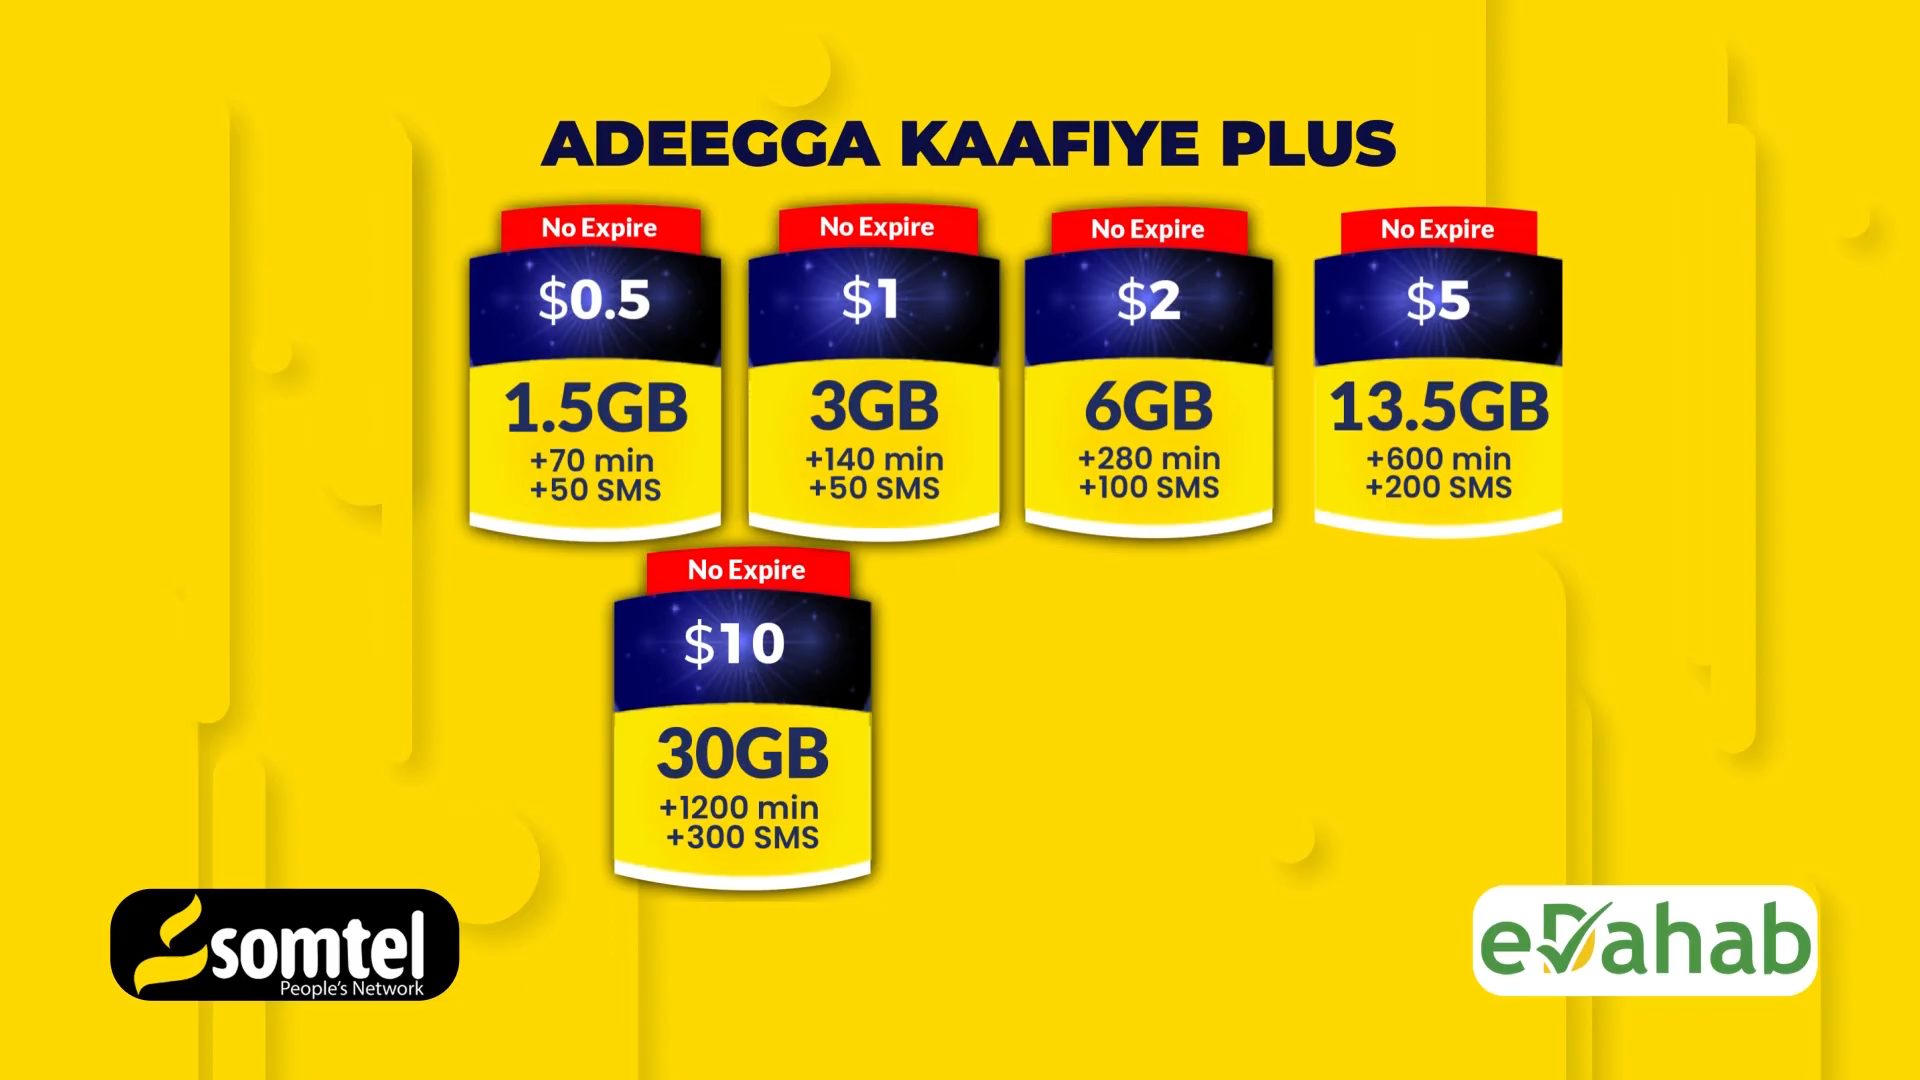 ADEEGGA KAAFIYE PLUS
No Expire
$0.5
1.5GB
+70 min
+50 SMS
No Expire
$1
3GB
+140 min
+50 SMS
No Expire
$2
6GB
+280 min
+100 SMS
No Expire
$5
13.5GB
+600 min
+200 SMS
No Expire
$10
30GB
+1200 min
+300 SMS
somtel
People's Network
eDahab